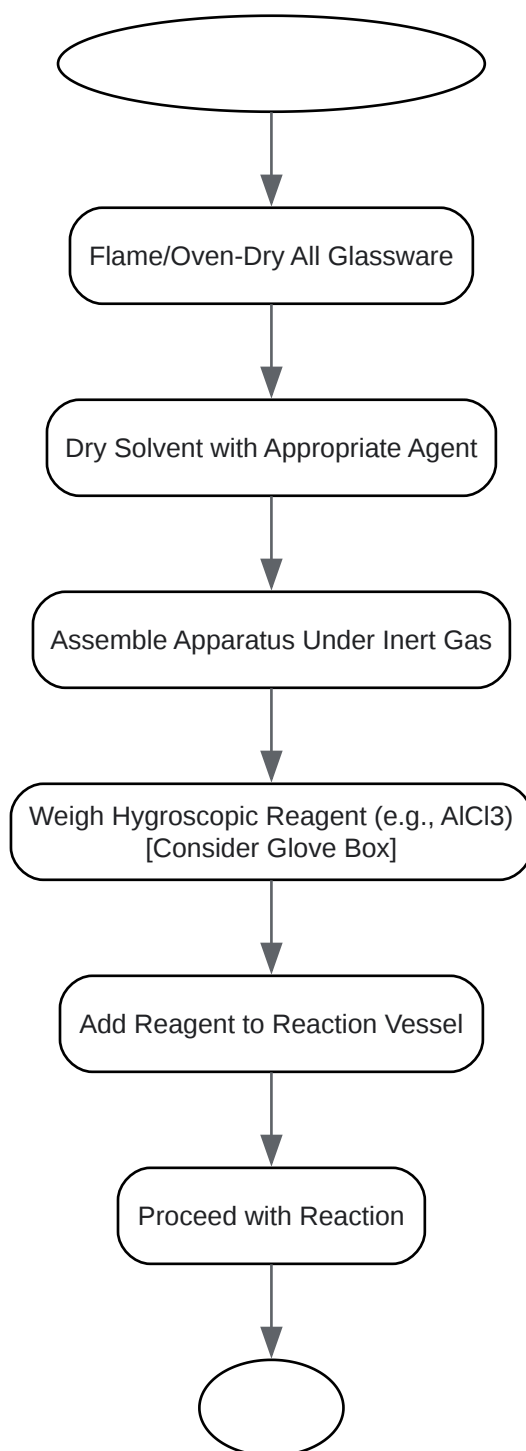 Flame/Oven-Dry All Glassware
Dry Solvent with Appropriate Agent
Assemble Apparatus Under Inert Gas
Weigh Hygroscopic Reagent (e.g., AlCl3)
[Consider Glove Box]
Add Reagent to Reaction Vessel
Proceed with Reaction